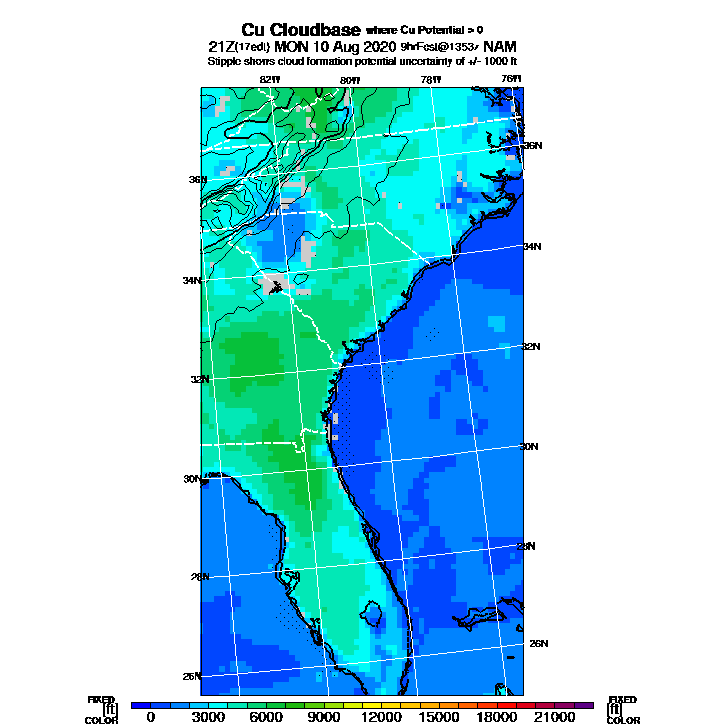 Cu Cloudbase where Cu Potential > 0
21Z(17edt) MON 10 Aug 2020 9hrFcst@1353z NAM
Stipple shows cloud formation potential uncertainty of +/- 1000 ft
82W 80W 78W 76W
36N
36N
34N
34N
32N
32N
30N
30N
28N
28N
26N
26N
FIXED FIXED
[ft] [ft]
COLOR 0 3000 6000 9000 12000 15000 18000 21000 COLOR